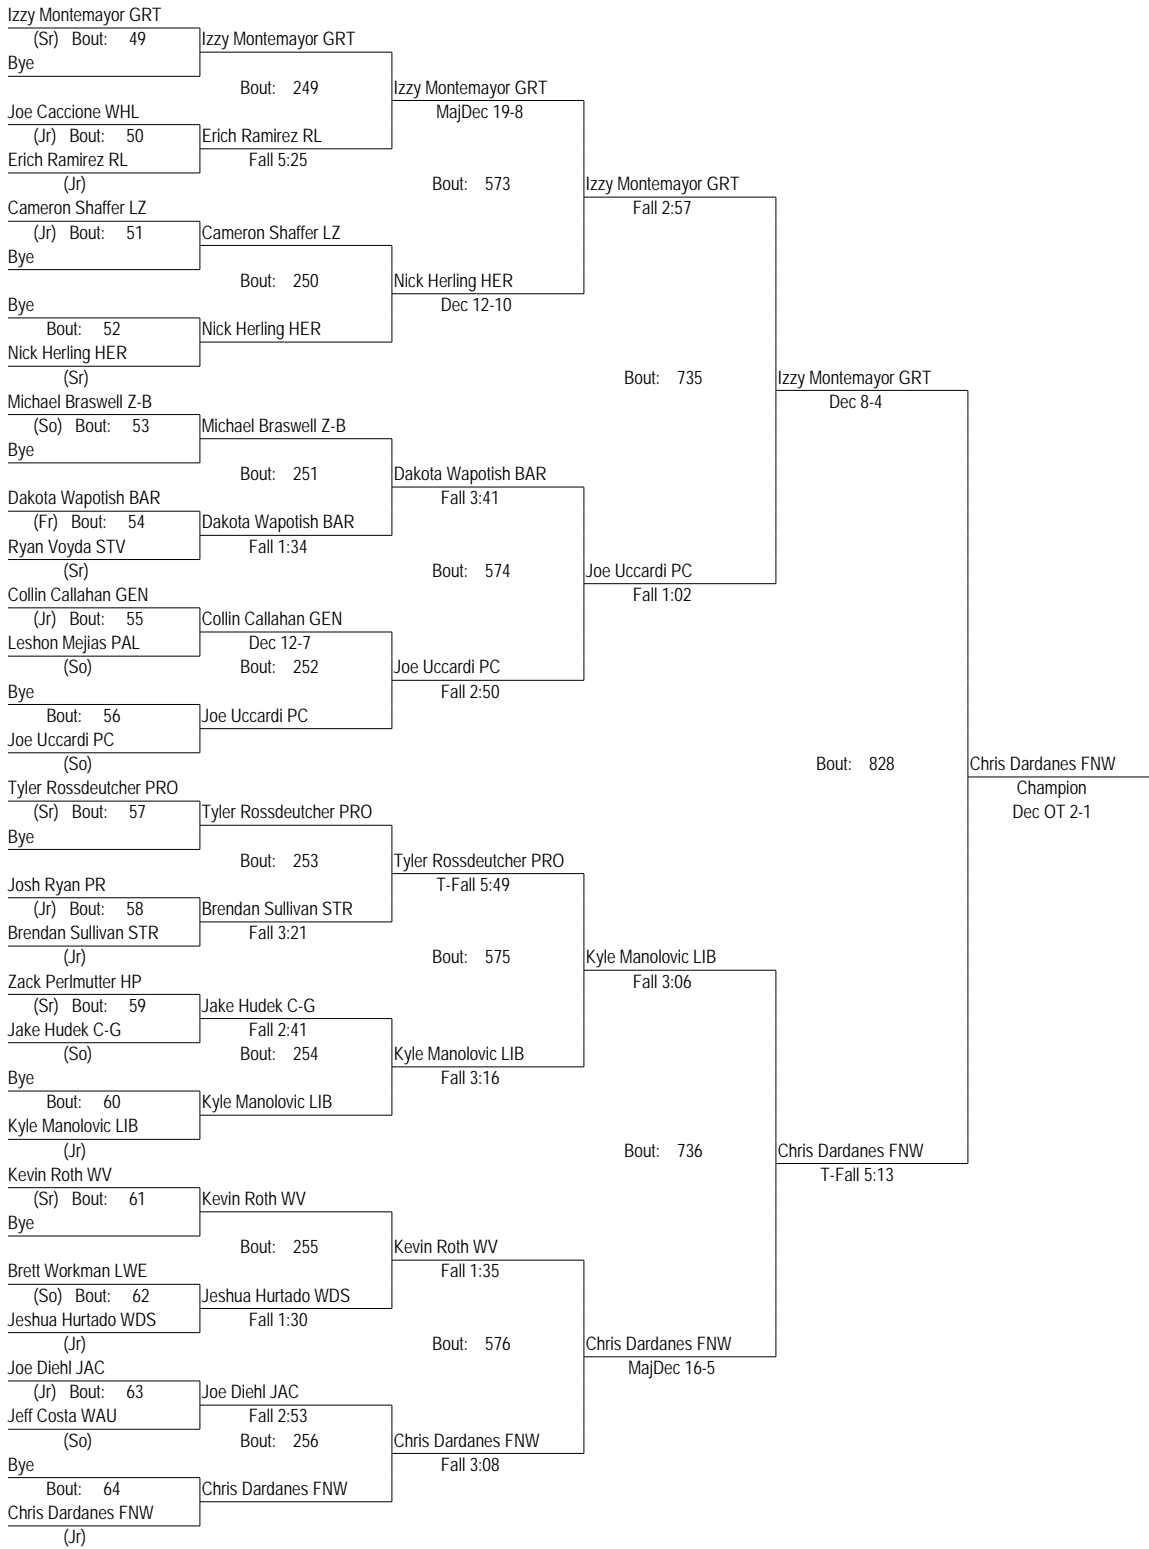 Izzy Montemayor GRT
(Sr) Bout: 49 Izzy Montemayor GRT
Bye
Bout: 249 Izzy Montemayor GRT
Joe Caccione WHL MajDec 19-8
(Jr) Bout: 50 Erich Ramirez RL
Erich Ramirez RL Fall 5:25
(Jr) Bout: 573 Izzy Montemayor GRT
Cameron Shaffer LZ Fall 2:57
(Jr) Bout: 51 Cameron Shaffer LZ
Bye
Bout: 250 Nick Herling HER
Bye Dec 12-10
Bout: 52 Nick Herling HER
Nick Herling HER
(Sr) Bout: 735 Izzy Montemayor GRT
Michael Braswell Z-B Dec 8-4
(So) Bout: 53 Michael Braswell Z-B
Bye
Bout: 251 Dakota Wapotish BAR
Dakota Wapotish BAR Fall 3:41
(Fr) Bout: 54 Dakota Wapotish BAR
Ryan Voyda STV Fall 1:34
(Sr) Bout: 574 Joe Uccardi PC
Collin Callahan GEN Fall 1:02
(Jr) Bout: 55 Collin Callahan GEN
Leshon Mejias PAL Dec 12-7
(So) Bout: 252 Joe Uccardi PC
Bye Fall 2:50
Bout: 56 Joe Uccardi PC
Joe Uccardi PC
(So) Bout: 828 Chris Dardanes FNW
Tyler Rossdeutcher PRO Champion
(Sr) Bout: 57 Tyler Rossdeutcher PRO Dec OT 2-1
Bye
Bout: 253 Tyler Rossdeutcher PRO
Josh Ryan PR T-Fall 5:49
(Jr) Bout: 58 Brendan Sullivan STR
Brendan Sullivan STR Fall 3:21
(Jr) Bout: 575 Kyle Manolovic LIB
Zack Perlmutter HP Fall 3:06
(Sr) Bout: 59 Jake Hudek C-G
Jake Hudek C-G Fall 2:41
(So) Bout: 254 Kyle Manolovic LIB
Bye Fall 3:16
Bout: 60 Kyle Manolovic LIB
Kyle Manolovic LIB
(Jr) Bout: 736 Chris Dardanes FNW
Kevin Roth WV T-Fall 5:13
(Sr) Bout: 61 Kevin Roth WV
Bye
Bout: 255 Kevin Roth WV
Brett Workman LWE Fall 1:35
(So) Bout: 62 Jeshua Hurtado WDS
Jeshua Hurtado WDS Fall 1:30
(Jr) Bout: 576 Chris Dardanes FNW
Joe Diehl JAC MajDec 16-5
(Jr) Bout: 63 Joe Diehl JAC
Jeff Costa WAU Fall 2:53
(So) Bout: 256 Chris Dardanes FNW
Bye Fall 3:08
Bout: 64 Chris Dardanes FNW
Chris Dardanes FNW
(Jr)